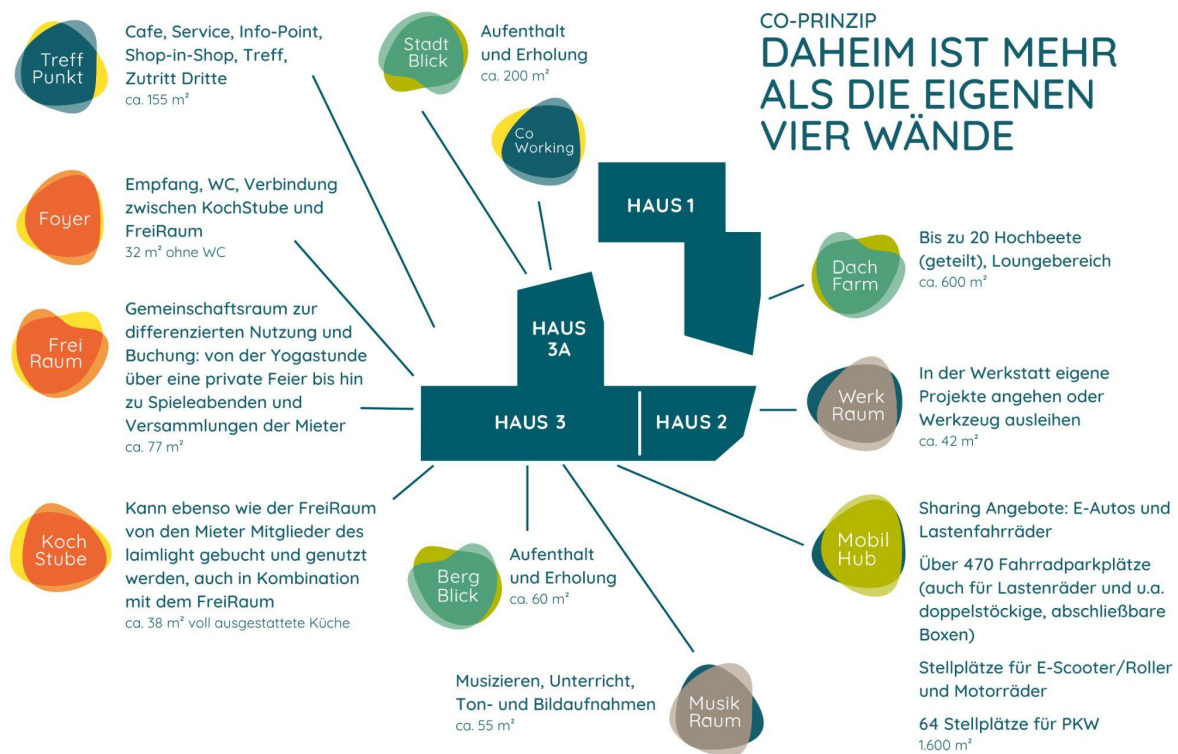 CO-PRINZIP
DAHEIM IST MEHR
ALS DIE EIGENEN
VIER WÄNDE
Treff
Punkt
Cafe, Service, Info-Point,
Shop-in-Shop, Treff,
Zutritt Dritte
ca. 155 m²
Stadt
Blick
Aufenthalt
und Erholung
ca. 200 m²
Co
Working
Foyer
Empfang, WC, Verbindung
zwischen KochStube und
FreiRaum
32 m² ohne WC
Frei
Raum
Gemeinschaftsraum zur
differenzierten Nutzung und
Buchung: von der Yogastunde
über eine private Feier bis hin
zu Spieleabenden und
Versammlungen der Mieter
ca. 77 m²
Koch
Stube
Kann ebenso wie der FreiRaum
von den Mieter Mitglieder des
laimlight gebucht und genutzt
werden, auch in Kombination
mit dem FreiRaum
ca. 38 m² voll ausgestattete Küche
HAUS 1
HAUS
3A
HAUS 3
HAUS 2
Berg
Blick
Aufenthalt
und Erholung
ca. 60 m²
Musizieren, Unterricht,
Ton- und Bildaufnahmen
ca. 55 m²
Musik
Raum
Dach
Farm
Bis zu 20 Hochbeete
(geteilt), Loungebereich
ca. 600 m²
Werk
Raum
In der Werkstatt eigene
Projekte angehen oder
Werkzeug ausleihen
ca. 42 m²
Mobil
Hub
Sharing Angebote: E-Autos und
Lastenfahrräder
Über 470 Fahrradparkplätze
(auch für Lastenräder und u.a.
doppelstöckige, abschließbare
Boxen)
Stellplätze für E-Scooter/Roller
und Motorräder
64 Stellplätze für PKW
1.600 m²